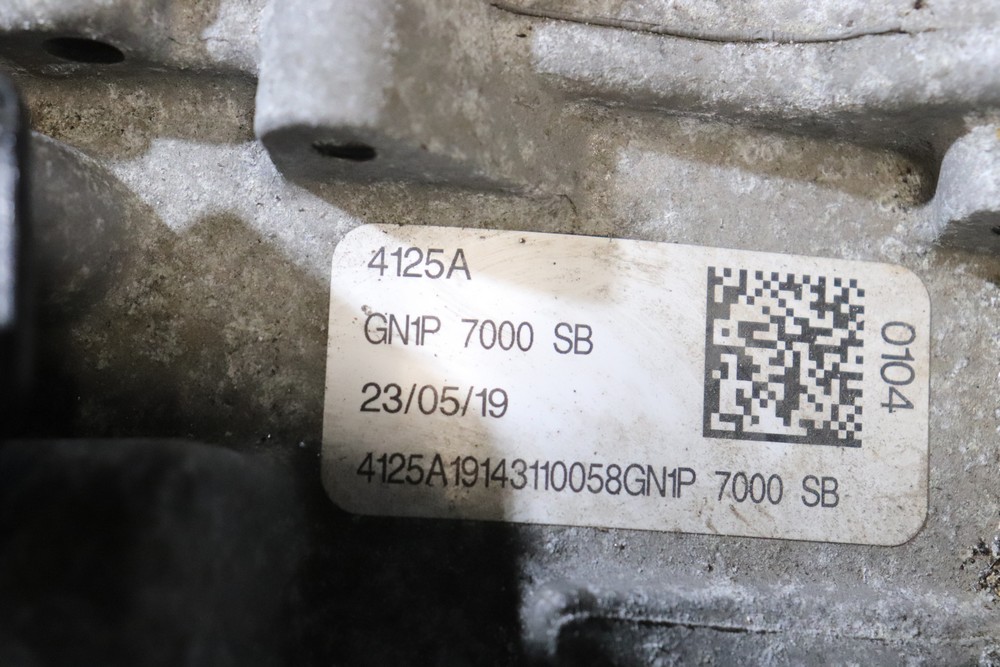 4125A
GN1P 7000 SB
23/05/19
4125A19143110058GN1P 7000 SB
0104